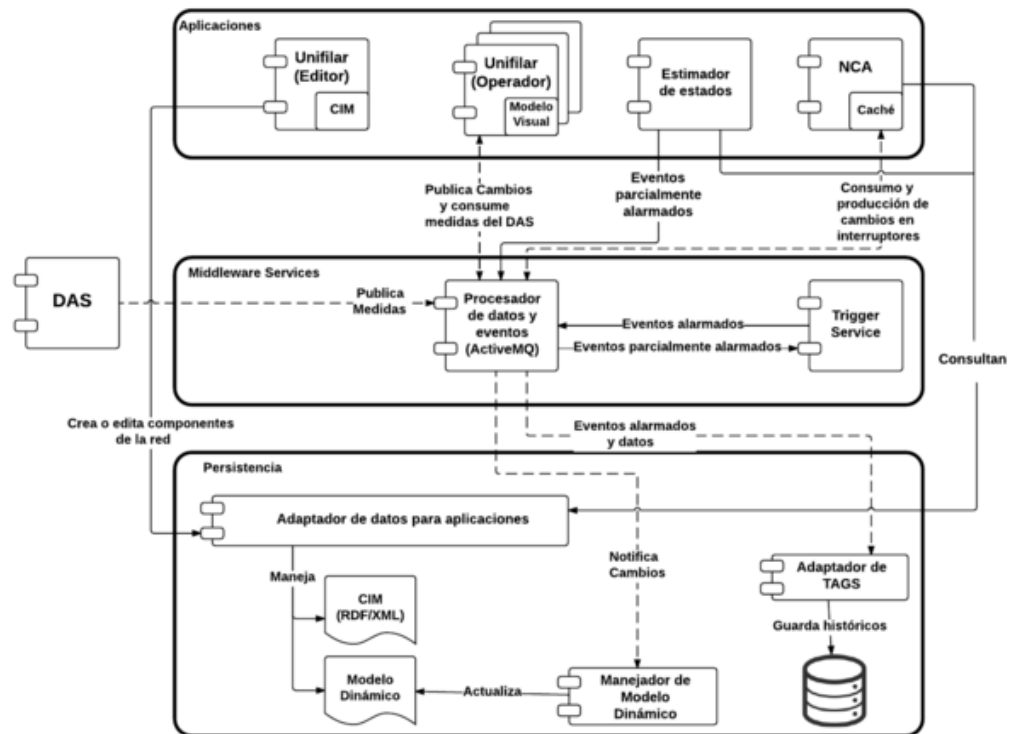 Aplicaciones
Unifilar
(Editor)
CIM
Unifilar
(Operador)
Modelo
Visual
Estimador
de estados
NCA
Caché
Publica Cambios
y consume
medidas del DAS
Eventos
parcialmente
alarmados
Consumo y
producción de
cambios en
interruptores
Middleware Services
DAS
Publica
Medidas
Procesador
de datos y
eventos
(ActiveMQ)
Eventos alarmados
Eventos parcialmente alarmados
Trigger
Service
Consultan
Crea o edita componentes
de la red
Eventos alarmados
y datos
Persistencia
Adaptador de datos para aplicaciones
Maneja
CIM
(RDF/XML)
Notifica
Cambios
Adaptador de
TAGS
Guarda históricos
Modelo
Dinámico
Actualiza
Manejador de
Modelo
Dinámico